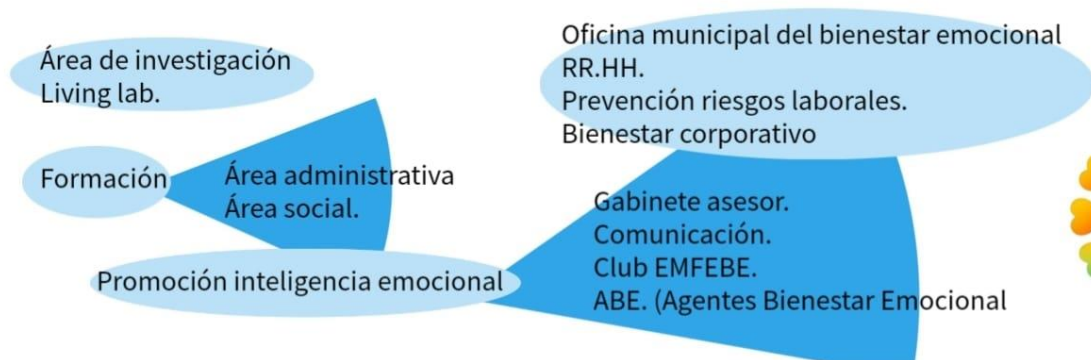 Área de investigación
Living lab.
Formación
Área administrativa
Área social.
Promoción inteligencia emocional
Oficina municipal del bienestar emocional
RR.HH.
Prevención riesgos laborales.
Bienestar corporativo
Gabinete asesor.
Comunicación.
Club EMFEBE.
ABE. (Agentes Bienestar Emocional